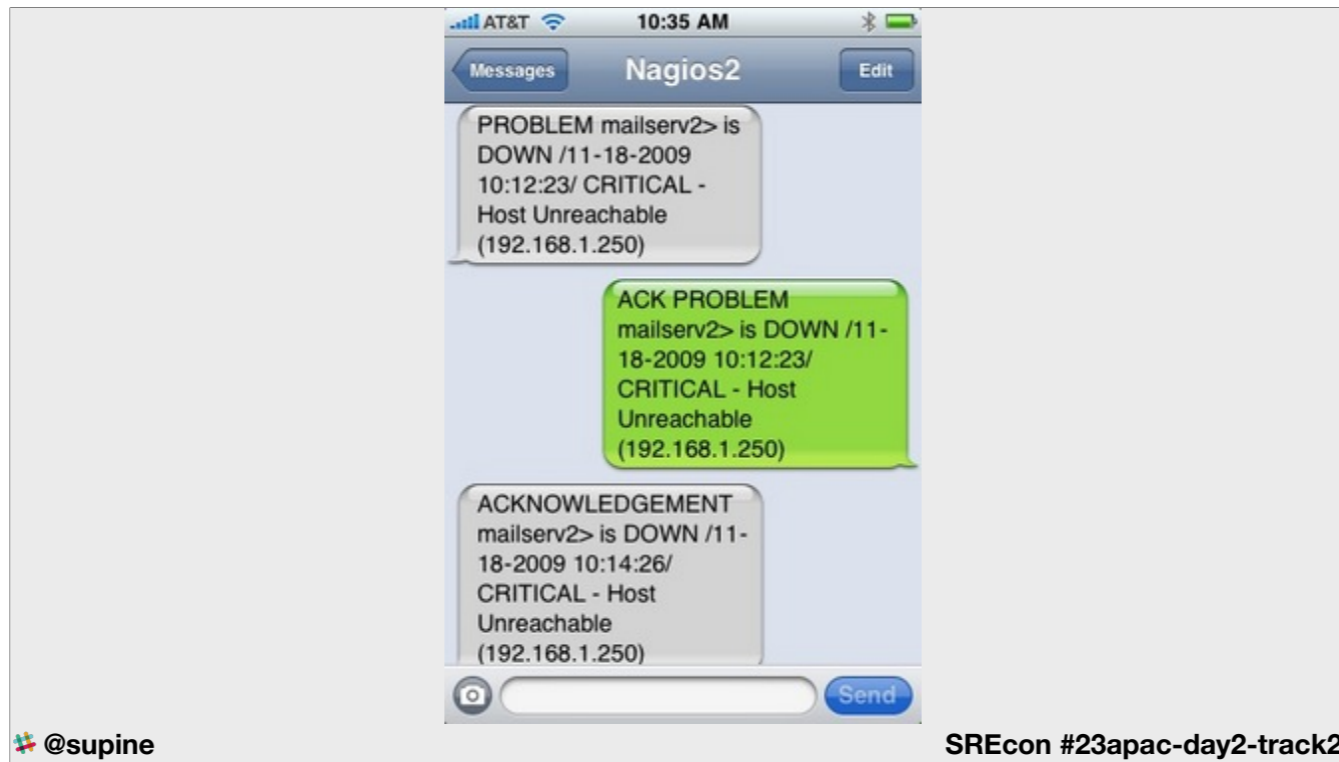 AT&T 10:35 AM
Messages Nagios2 Edit
PROBLEM mailserv2> is
DOWN /11-18-2009
10:12:23/ CRITICAL -
Host Unreachable
(192.168.1.250)
ACK PROBLEM
mailserv2> is DOWN /11-
18-2009 10:12:23/
CRITICAL - Host
Unreachable
(192.168.1.250)
ACKNOWLEDGEMENT
mailserv2> is DOWN /11-
18-2009 10:14:26/
CRITICAL - Host
Unreachable
(192.168.1.250)
Send
@supine SREcon #23apac-day2-track2